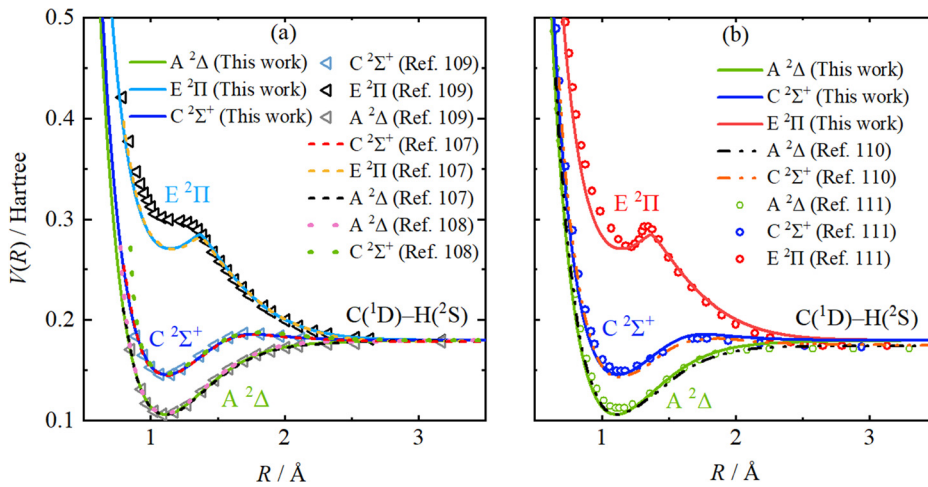 (a)
A ²Δ (This work)
E ²Π (This work)
C ²Σ⁺ (This work)
C ²Σ⁺ (Ref. 109)
E ²Π (Ref. 109)
A ²Δ (Ref. 109)
C ²Σ⁺ (Ref. 107)
E ²Π (Ref. 107)
A ²Δ (Ref. 107)
A ²Δ (Ref. 108)
C ²Σ⁺ (Ref. 108)
E ²Π
C(¹D)–H(²S)
C ²Σ⁺
A ²Δ
0.5
0.4
0.3
0.2
0.1
V(R) / Hartree
1
2
3
R / Å
(b)
A ²Δ (This work)
C ²Σ⁺ (This work)
E ²Π (This work)
A ²Δ (Ref. 110)
C ²Σ⁺ (Ref. 110)
A ²Δ (Ref. 111)
C ²Σ⁺ (Ref. 111)
E ²Π (Ref. 111)
E ²Π
C(¹D)–H(²S)
C ²Σ⁺
A ²Δ
1
2
3
R / Å